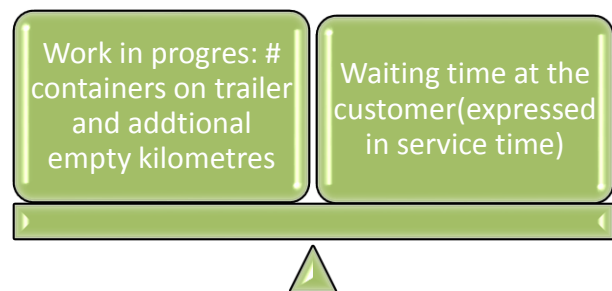 Work in progres: #
containers on trailer
and addtional
empty kilometres
Waiting time at the
customer(expressed
in service time)